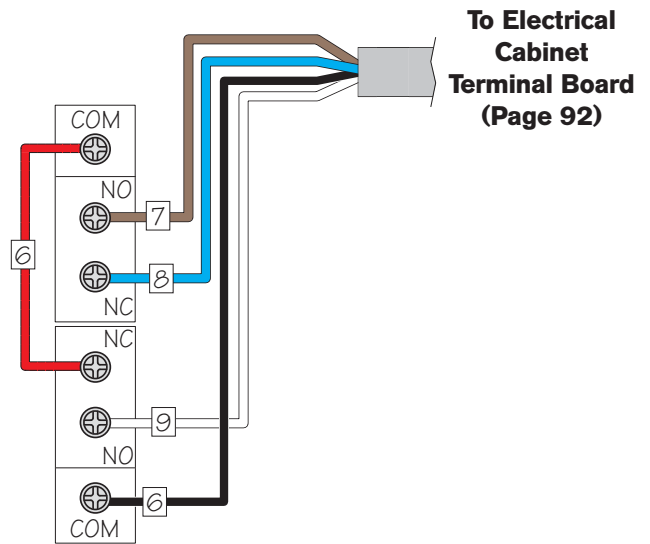 To Electrical
Cabinet
Terminal Board
(Page 92)
COM
NO
7
6
8
NC
NC
9
NO
6
COM